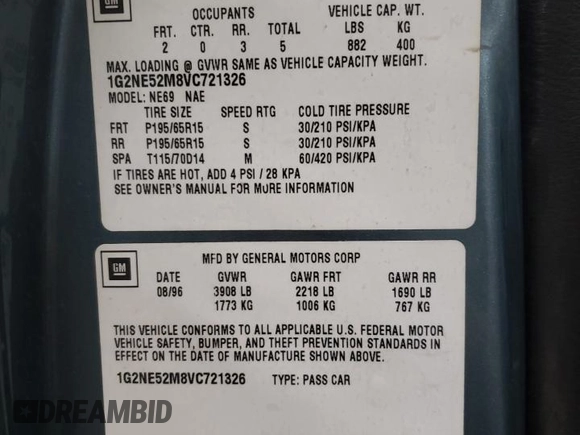 GM
OCCUPANTS VEHICLE CAP. WT.
FRT. CTR. RR. TOTAL LBS KG
2 0 3 5 882 400
MAX. LOADING @ GVWR SAME AS VEHICLE CAPACITY WEIGHT.
1G2NE52M8VC721326
MODEL: NE69 NAE
TIRE SIZE SPEED RTG COLD TIRE PRESSURE
FRT P195/65R15 S 30/210 PSI/KPA
RR P195/65R15 S 30/210 PSI/KPA
SPA T115/70D14 M 60/420 PSI/KPA
IF TIRES ARE HOT, ADD 4 PSI / 28 KPA
SEE OWNER'S MANUAL FOR MORE INFORMATION
GM
MFD BY GENERAL MOTORS CORP
DATE GVWR GAWR FRT GAWR RR
08/96 3908 LB 2218 LB 1690 LB
1773 KG 1006 KG 767 KG
THIS VEHICLE CONFORMS TO ALL APPLICABLE U.S. FEDERAL MOTOR
VEHICLE SAFETY, BUMPER, AND THEFT PREVENTION STANDARDS IN
EFFECT ON THE DATE OF MANUFACTURE SHOWN ABOVE.
1G2NE52M8VC721326 TYPE: PASS CAR
DREAMBID